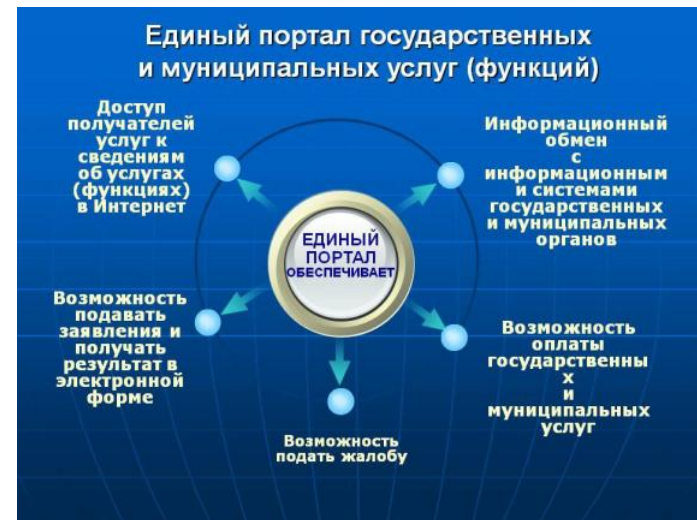 Единый портал государственных
и муниципальных услуг (функций)
Доступ
получателей
услуг к
сведениям
об услугах
(функциях)
в Интернет
Информационный
обмен
с
информационным
и системами
государственных
и муниципальных
органов
ЕДИНЫЙ
ПОРТАЛ
ОБЕСПЕЧИВАЕТ
Возможность
подавать
заявления и
получать
результат в
электронной
форме
Возможность
оплаты
государственны
х
и
муниципальных
услуг
Возможность
подать жалобу